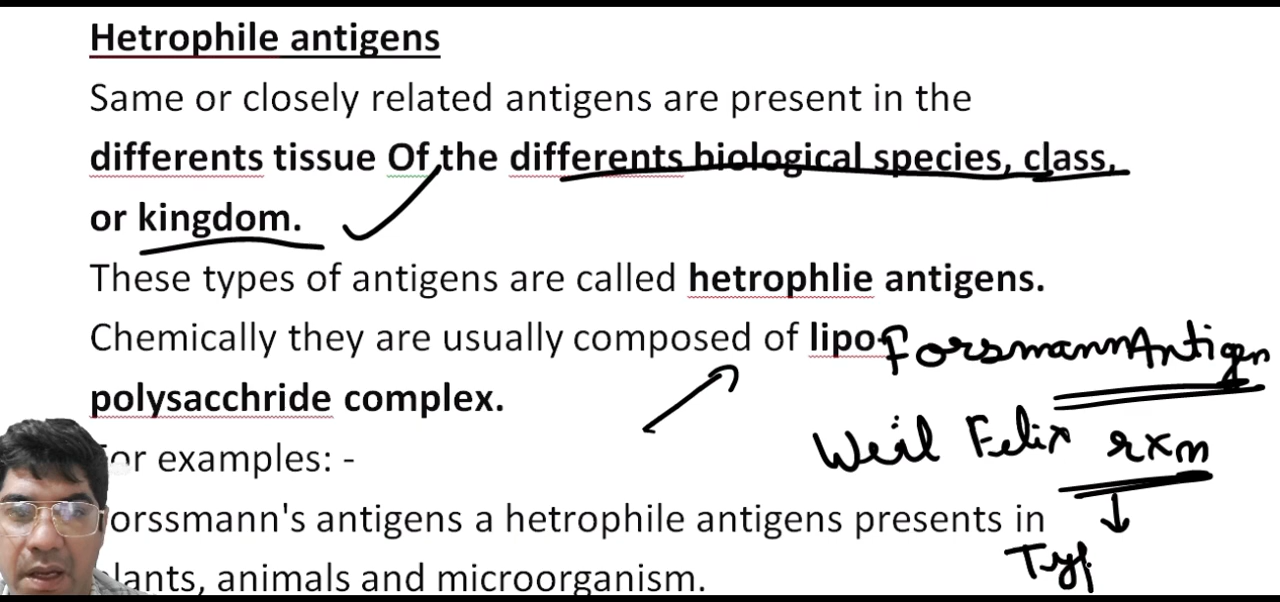 Hetrophile antigens
Same or closely related antigens are present in the
differents tissue Of the differents biological species, class,
or kingdom.
These types of antigens are called hetrophlie antigens.
Chemically they are usually composed of lipo-
Forsmann Antigen
polysacchride complex.
Weil Felix rxn
or examples: -
orssmann's antigens a hetrophile antigens presents in
Typ
lants, animals and microorganism.